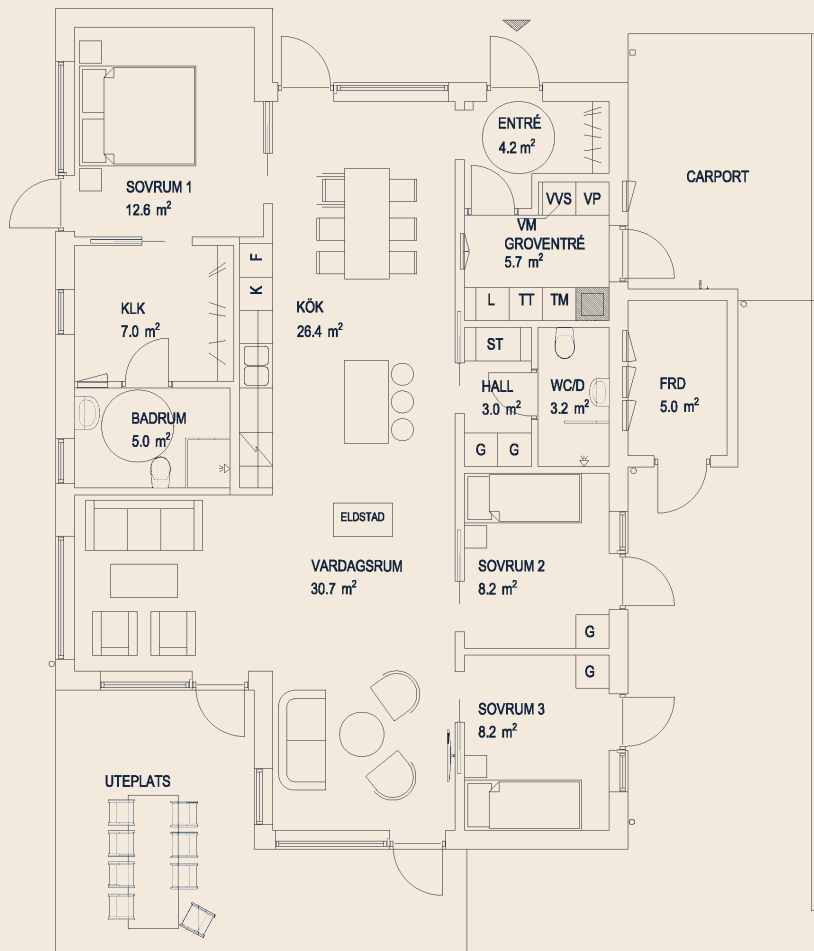 ENTRÉ
4.2 m²
CARPORT
SOVRUM 1
12.6 m²
VVS
VP
VM
GROVENTRÉ
5.7 m²
F
K
KLK
7.0 m²
KÖK
26.4 m²
L
TT
TM
ST
HALL
3.0 m²
WC/D
3.2 m²
FRD
5.0 m²
BADRUM
5.0 m²
G
G
ELDSTAD
VARDAGSRUM
30.7 m²
SOVRUM 2
8.2 m²
G
G
SOVRUM 3
8.2 m²
UTEPLATS